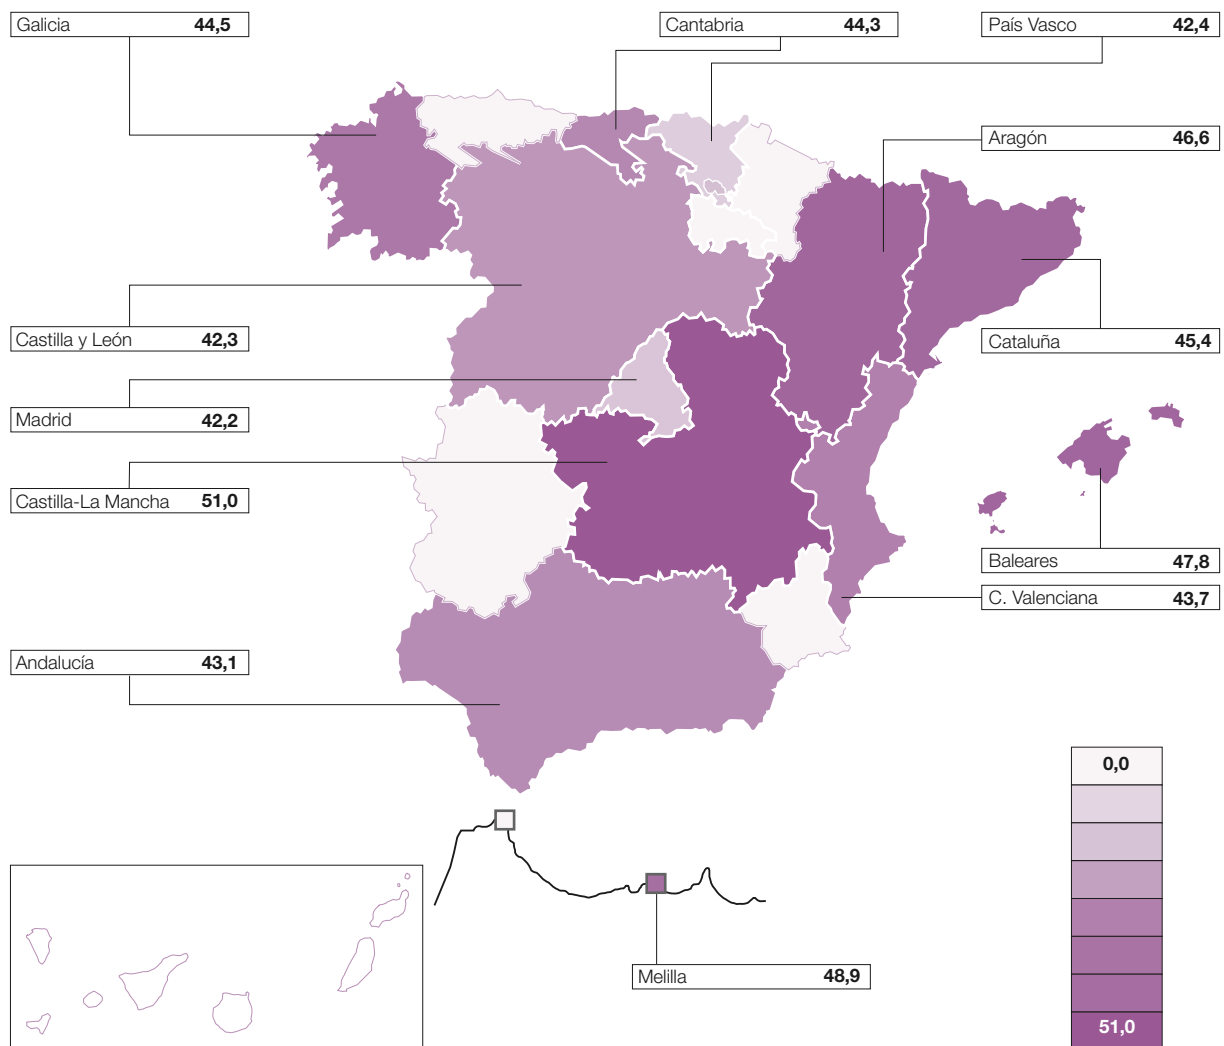 Galicia 44,5
Cantabria 44,3
País Vasco 42,4
Aragón 46,6
Castilla y León 42,3
Cataluña 45,4
Madrid 42,2
Castilla-La Mancha 51,0
Baleares 47,8
C. Valenciana 43,7
Andalucía 43,1
0,0
Melilla 48,9
51,0